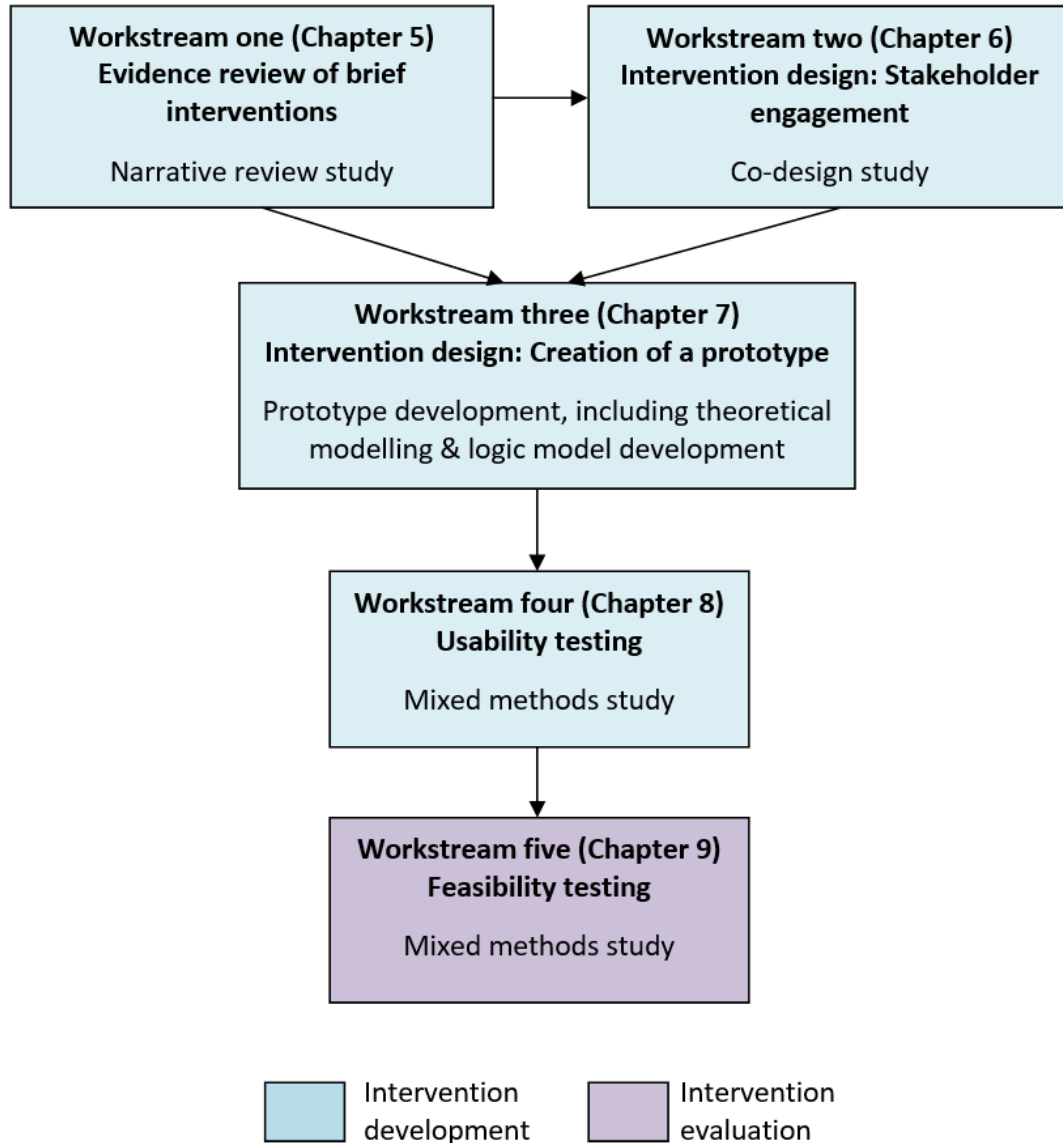 Workstream one (Chapter 5)
Evidence review of brief
interventions
Narrative review study
Workstream two (Chapter 6)
Intervention design: Stakeholder
engagement
Co-design study
Workstream three (Chapter 7)
Intervention design: Creation of a prototype
Prototype development, including theoretical
modelling & logic model development
Workstream four (Chapter 8)
Usability testing
Mixed methods study
Workstream five (Chapter 9)
Feasibility testing
Mixed methods study
Intervention
development
Intervention
evaluation